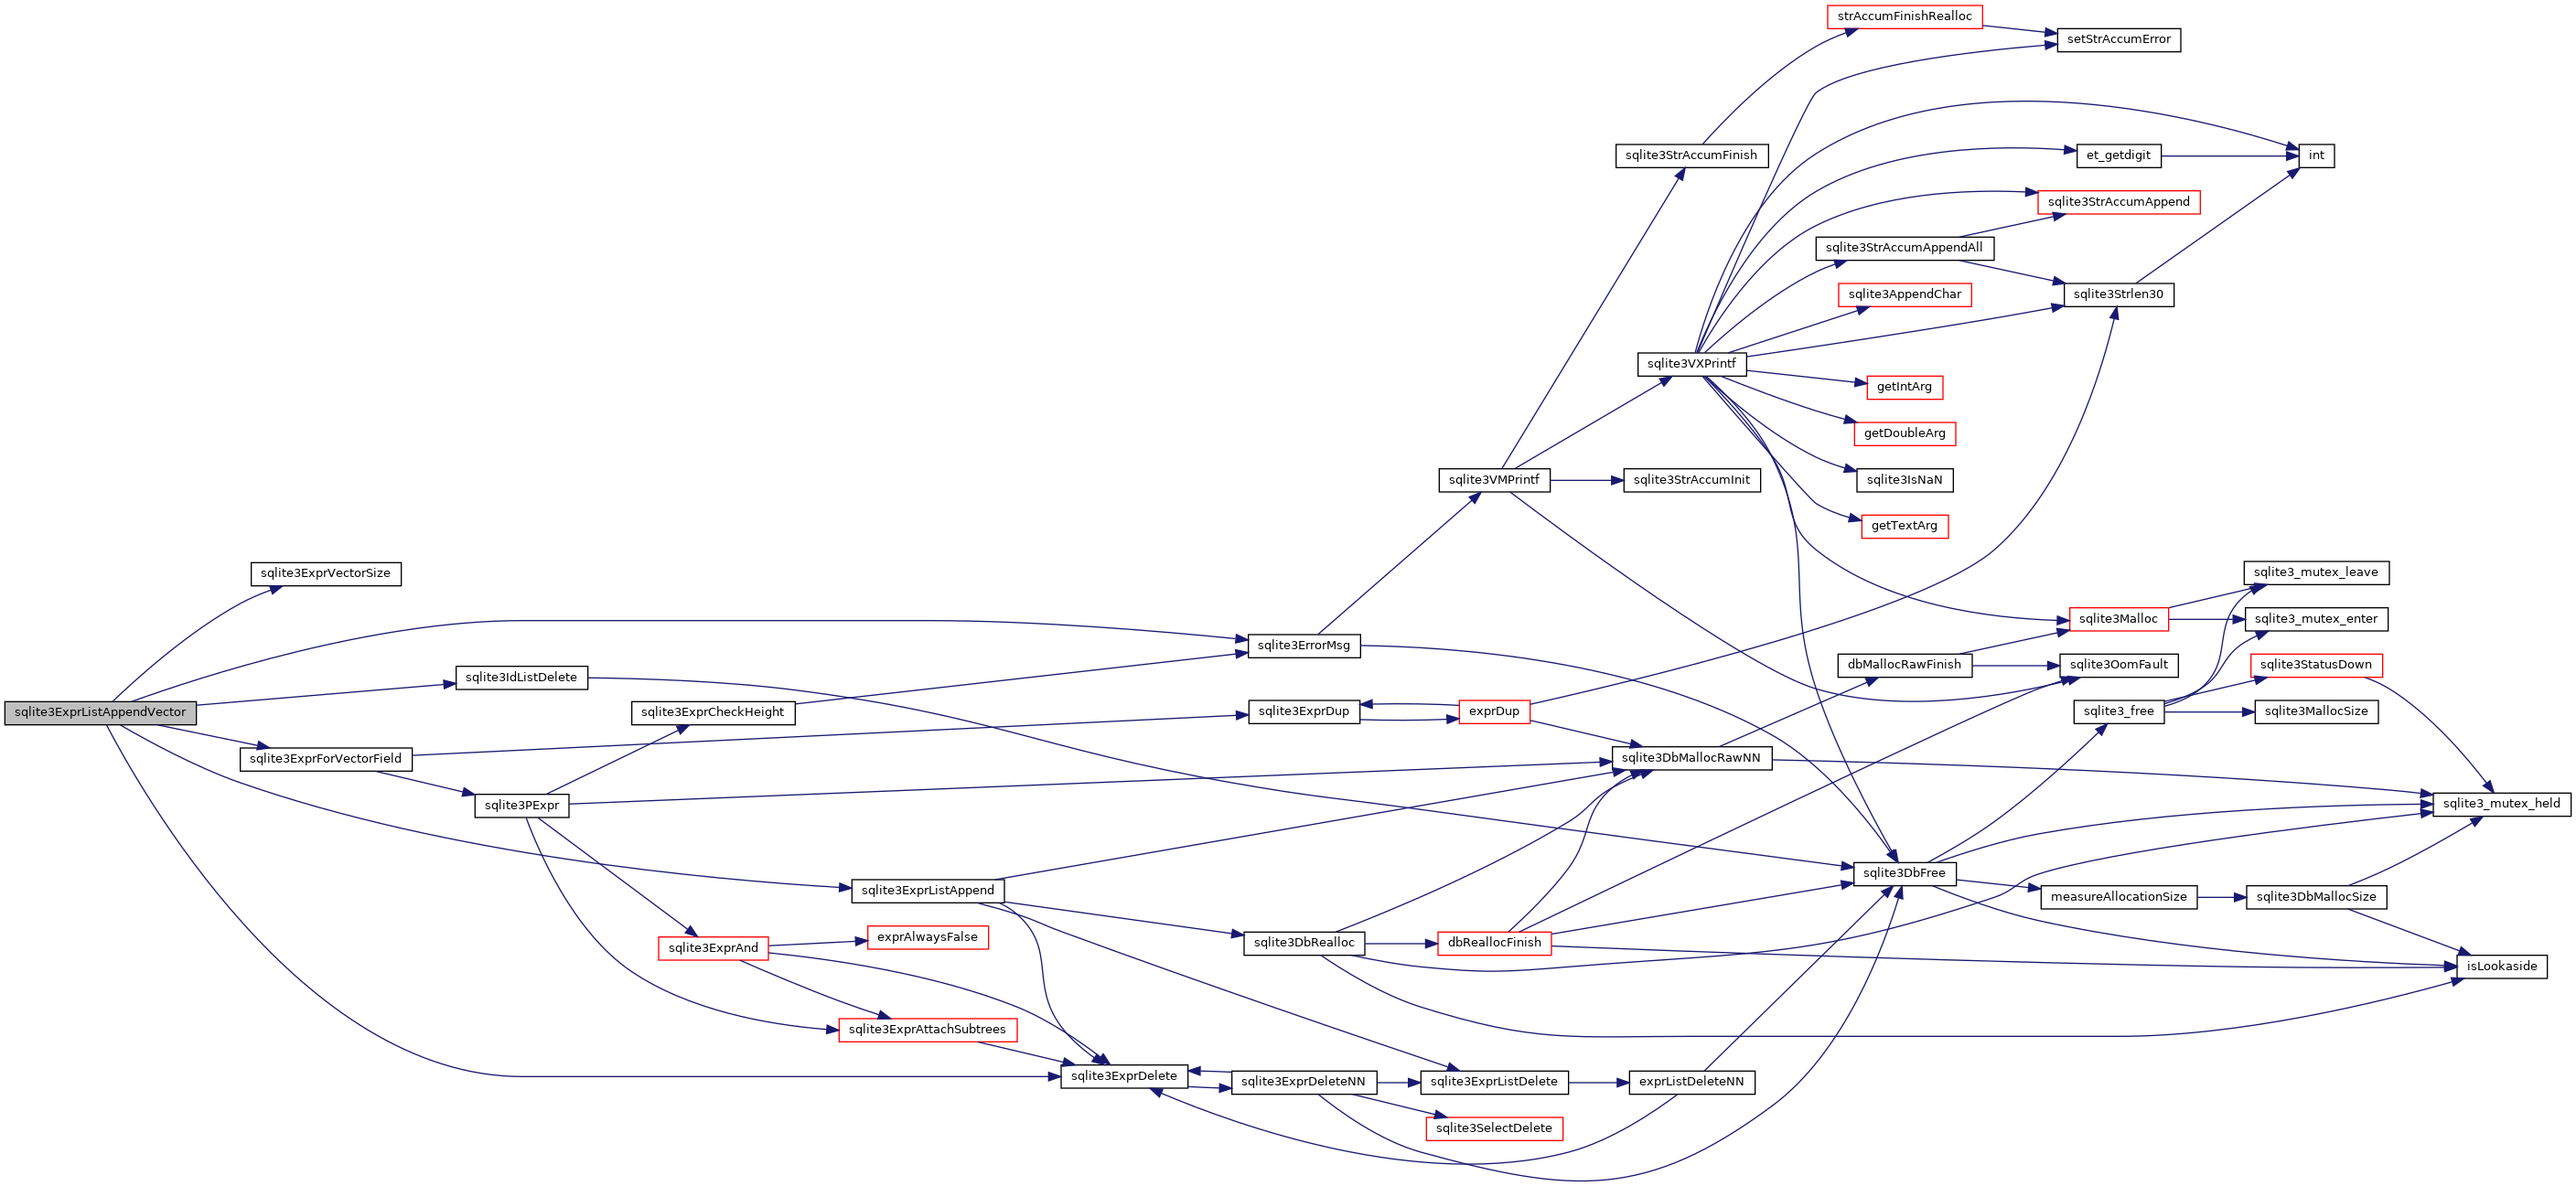 strAccumFinishRealloc
setStrAccumError
sqlite3StrAccumFinish
et_getdigit
int
sqlite3StrAccumAppend
sqlite3StrAccumAppendAll
sqlite3AppendChar
sqlite3Strlen30
sqlite3VXPrintf
getIntArg
getDoubleArg
sqlite3VMPrintf
sqlite3StrAccumInit
sqlite3IsNaN
getTextArg
sqlite3ExprVectorSize
sqlite3_mutex_leave
sqlite3Malloc
sqlite3_mutex_enter
sqlite3ErrorMsg
dbMallocRawFinish
sqlite3OomFault
sqlite3StatusDown
sqlite3IdListDelete
sqlite3ExprListAppendVector
sqlite3ExprCheckHeight
sqlite3ExprDup
exprDup
sqlite3_free
sqlite3MallocSize
sqlite3ExprForVectorField
sqlite3DbMallocRawNN
sqlite3PExpr
sqlite3_mutex_held
sqlite3DbFree
sqlite3ExprListAppend
measureAllocationSize
sqlite3DbMallocSize
exprAlwaysFalse
sqlite3ExprAnd
sqlite3DbRealloc
dbReallocFinish
isLookaside
sqlite3ExprAttachSubtrees
sqlite3ExprDelete
sqlite3ExprDeleteNN
sqlite3ExprListDelete
exprListDeleteNN
sqlite3SelectDelete